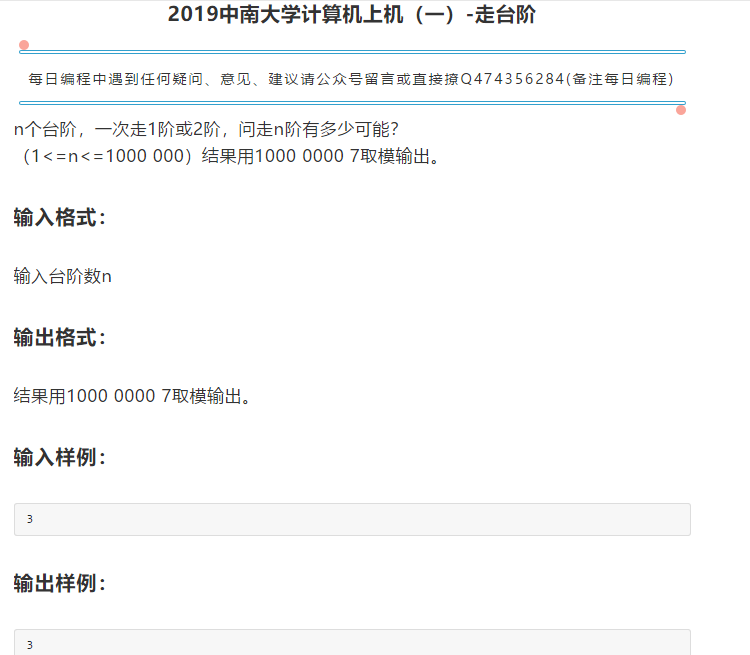 2019中南大学计算机上机（一）-走台阶
每日编程中遇到任何疑问、意见、建议请公众号留言或直接撩Q474356284(备注每日编程)
n个台阶，一次走1阶或2阶，问走n阶有多少可能？
（1<=n<=1000 000）结果用1000 0000 7取模输出。
输入格式：
输入台阶数n
输出格式：
结果用1000 0000 7取模输出。
输入样例：
3
输出样例：
3